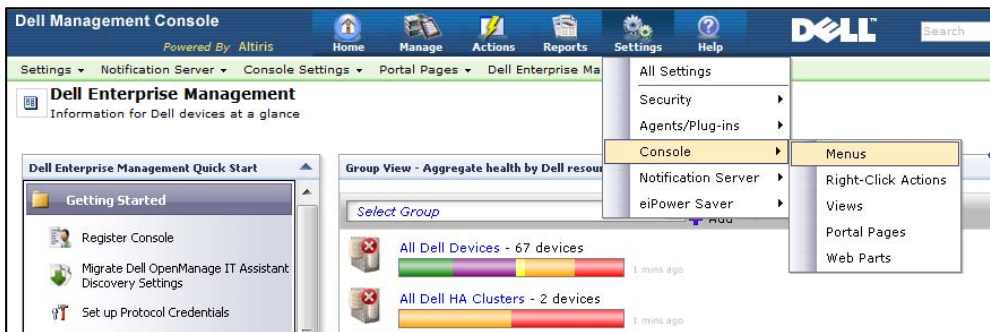 Dell Management Console
Powered By Altiris
Home Manage Actions Reports Settings Help
DELL™
Search
Settings Notification Server Console Settings Portal Pages Dell Enterprise Ma
Dell Enterprise Management
Information for Dell devices at a glance
All Settings
Security
Agents/Plug-ins
Console
Notification Server
eiPower Saver
Menus
Right-Click Actions
Views
Portal Pages
Web Parts
Dell Enterprise Management Quick Start
Getting Started
Register Console
Migrate Dell OpenManage IT Assistant
Discovery Settings
Set up Protocol Credentials
Group View - Aggregate health by Dell resour
Select Group
Add
All Dell Devices - 67 devices
1 mins ago
All Dell HA Clusters - 2 devices
1 mins ago